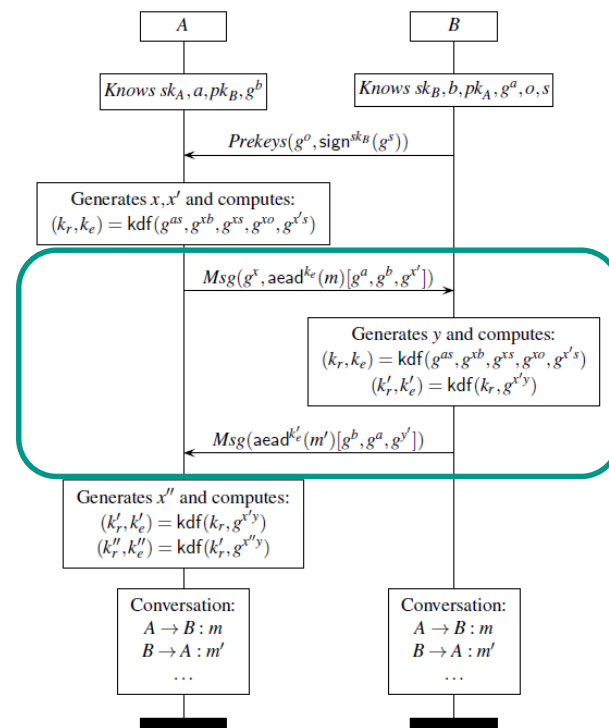 A
B
Knows sk_A, a, pk_B, g^b
Knows sk_B, b, pk_A, g^a, o, s
Prekeys(g^o, sign^{sk_B}(g^s))
Generates x, x′ and computes:
(k_r, k_e) = kdf(g^{as}, g^{xb}, g^{xs}, g^{xo}, g^{x′s})
Msg(g^x, aead^{k_e}(m)[g^a, g^b, g^{x′}])
Generates y and computes:
(k_r, k_e) = kdf(g^{as}, g^{xb}, g^{xs}, g^{xo}, g^{x′s})
(k′_r, k′_e) = kdf(k_r, g^{x′y})
Msg(aead^{k′_e}(m′)[g^b, g^a, g^{y′}])
Generates x″ and computes:
(k′_r, k′_e) = kdf(k_r, g^{x′y})
(k″_r, k″_e) = kdf(k′_r, g^{x″y})
Conversation:
A → B : m
B → A : m′
…
Conversation:
A → B : m
B → A : m′
…